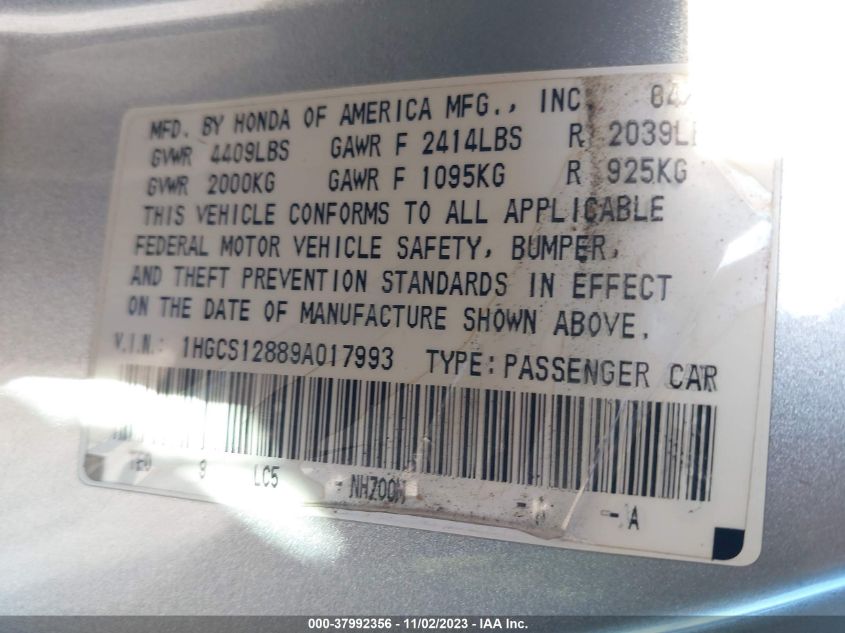 MFD. BY HONDA OF AMERICA MFG., INC 04/
GVWR 4409LBS GAWR F 2414LBS R 2039L
GVWR 2000KG GAWR F 1095KG R 925KG
THIS VEHICLE CONFORMS TO ALL APPLICABLE
FEDERAL MOTOR VEHICLE SAFETY, BUMPER,
AND THEFT PREVENTION STANDARDS IN EFFECT
ON THE DATE OF MANUFACTURE SHOWN ABOVE.
V.I.N.: 1HGCS12889A017993 TYPE: PASSENGER CAR
LC5 - A
000-37992356 - 11/02/2023 - IAA Inc.